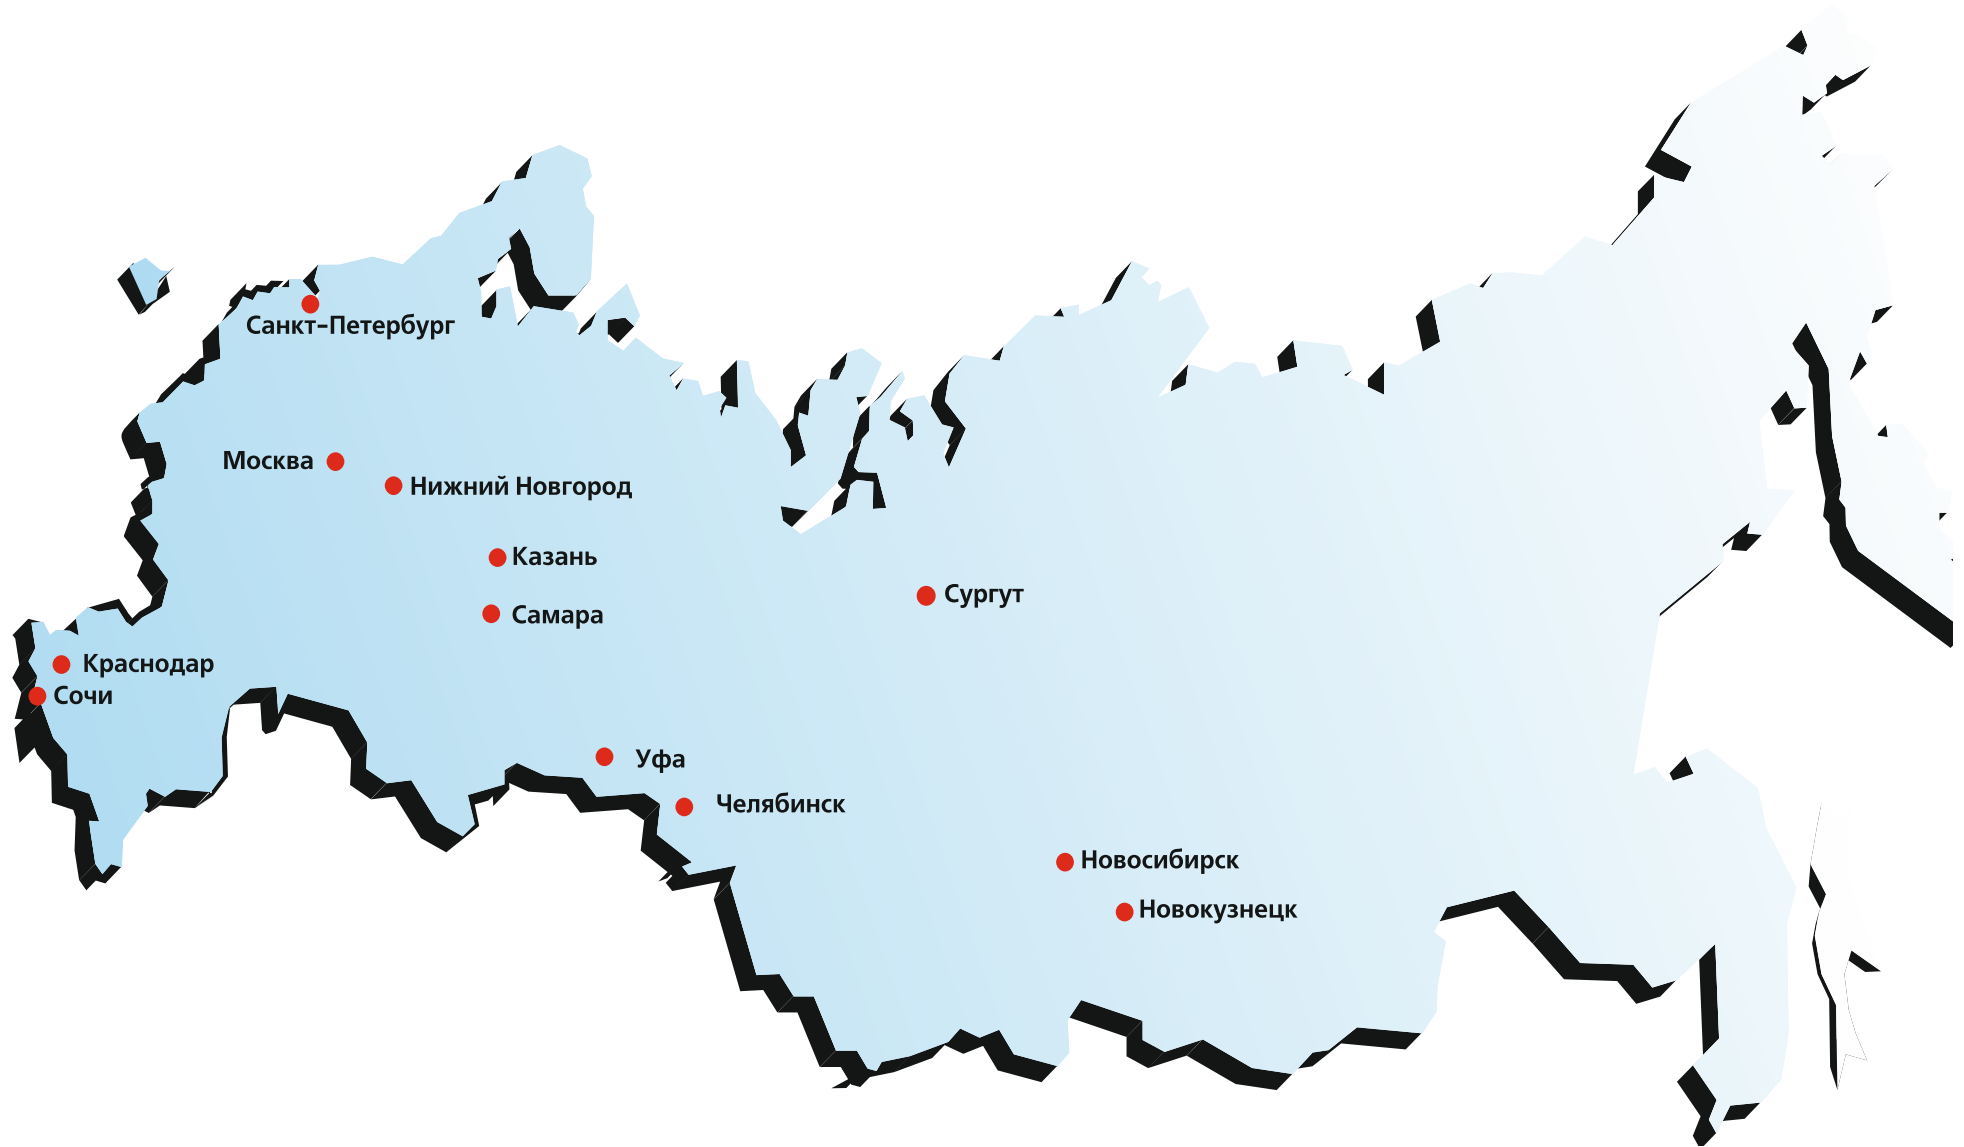 Санкт-Петербург
Москва
Нижний Новгород
Казань
Сургут
Самара
Краснодар
Сочи
Уфа
Челябинск
Новосибирск
Новокузнецк